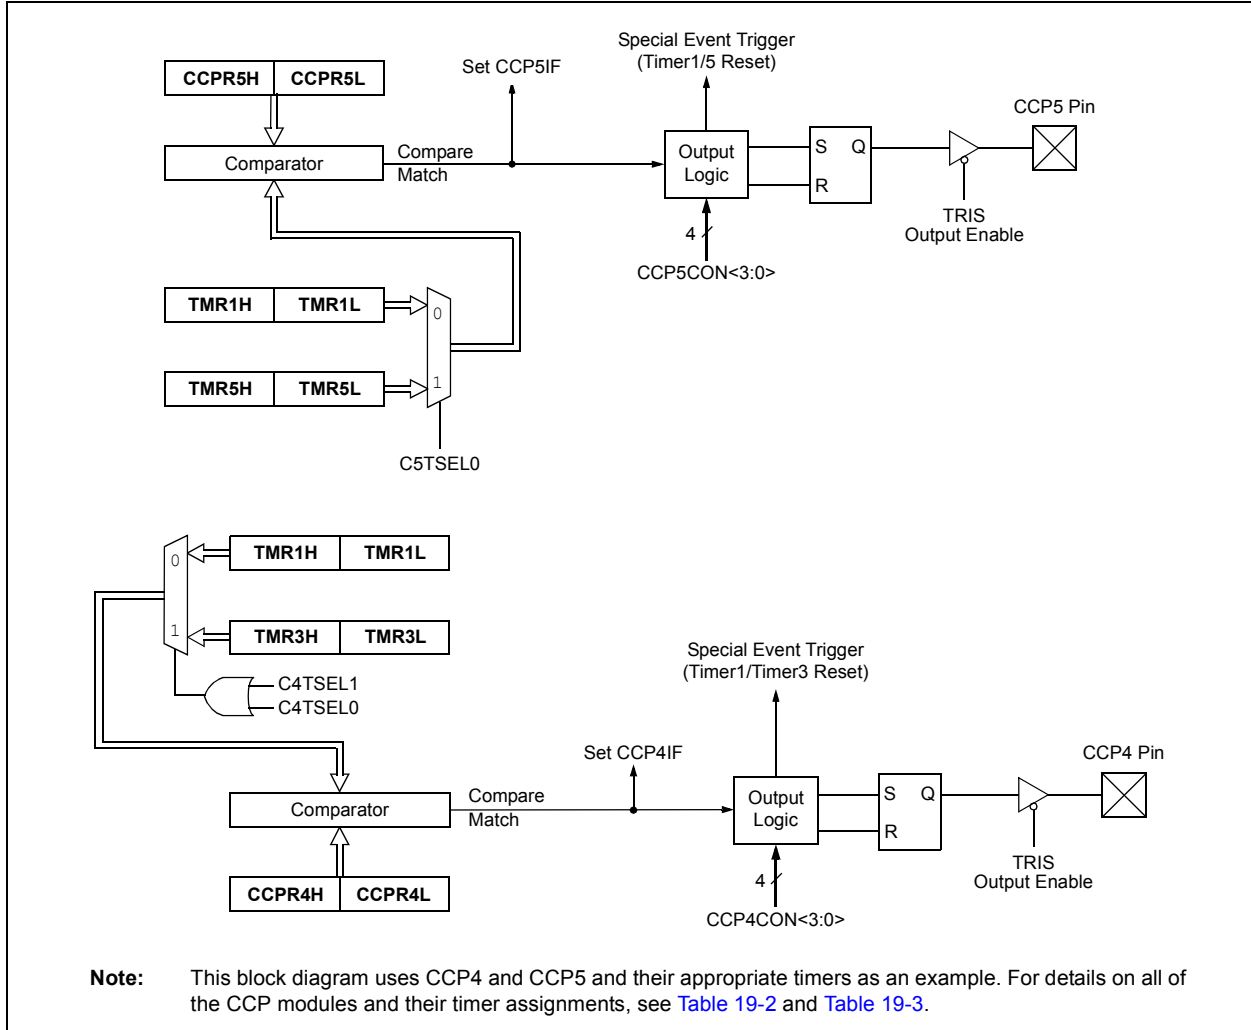 Special Event Trigger
(Timer1/5 Reset)
Set CCP5IF
CCPR5H CCPR5L
CCP5 Pin
Comparator
Compare
Match
Output
Logic
S Q
R
TRIS
Output Enable
4
CCP5CON<3:0>
TMR1H TMR1L
0
TMR5H TMR5L
1
C5TSEL0
0
TMR1H TMR1L
1
TMR3H TMR3L
C4TSEL1
C4TSEL0
Special Event Trigger
(Timer1/Timer3 Reset)
Set CCP4IF
CCP4 Pin
Comparator
Compare
Match
Output
Logic
S Q
R
TRIS
Output Enable
4
CCPR4H CCPR4L
CCP4CON<3:0>
Note: This block diagram uses CCP4 and CCP5 and their appropriate timers as an example. For details on all of
the CCP modules and their timer assignments, see Table 19-2 and Table 19-3.